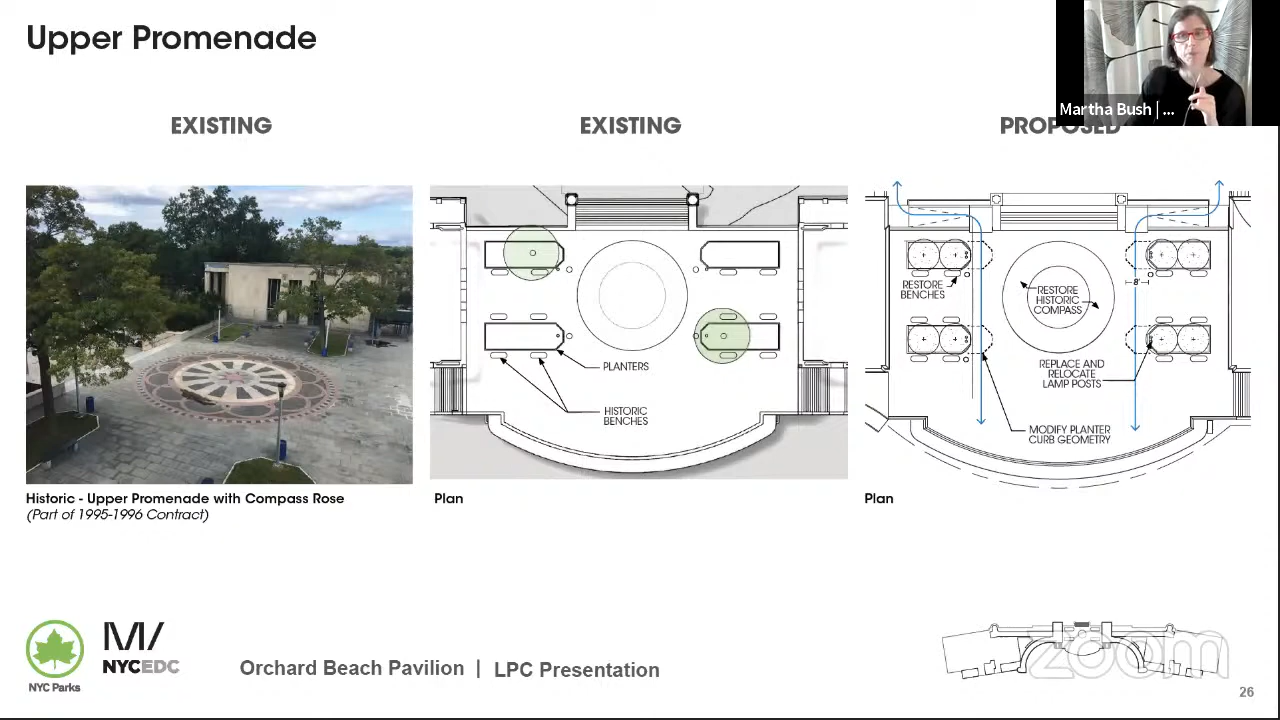 Upper Promenade
Martha Bush | ...
EXISTING
EXISTING
PROPOSED
PLANTERS
HISTORIC
BENCHES
RESTORE
BENCHES
RESTORE
HISTORIC
COMPASS
8'
REPLACE AND
RELOCATE
LAMP POSTS
MODIFY PLANTER
CURB GEOMETRY
Historic - Upper Promenade with Compass Rose
(Part of 1995-1996 Contract)
Plan
Plan
NYC Parks
NYCEDC
Orchard Beach Pavilion | LPC Presentation
zoom
26